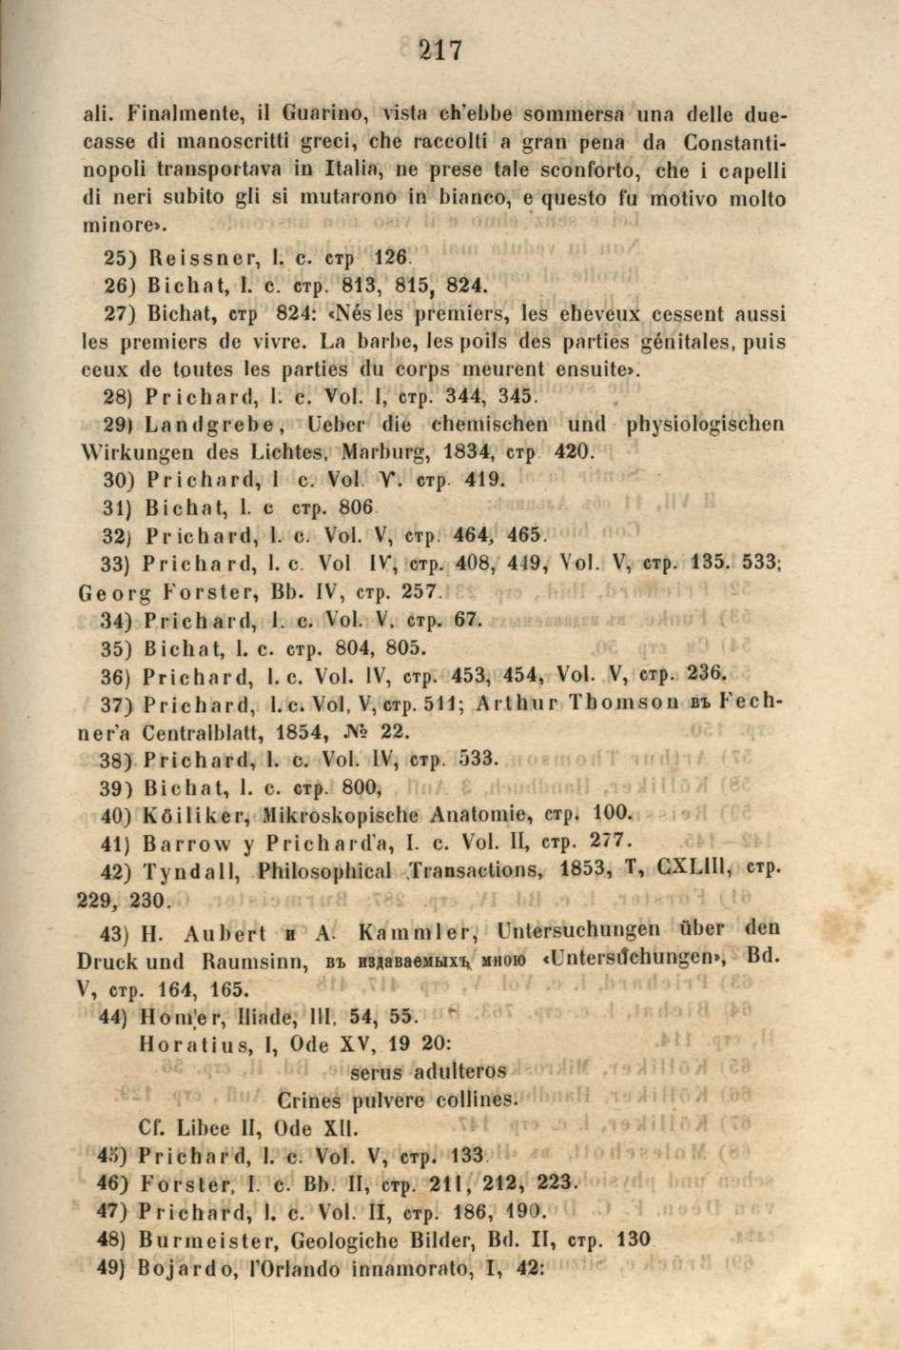 217
ali. Finalmente, il Guarino, vista ch'ebbe sommersa una delle due-
casse di manoscritti greci, che raccolti a gran pena da Constanti-
nopoli transportava in Italia, ne prese tale sconforto, che i capelli
di neri subito gli si mutarono in bianco, e questo fu motivo molto
minore».
25) Reissner, l. c. стр 126.
26) Bichat, l. c. стр. 813, 815, 824.
27) Bichat, стр 824: «Nés les premiers, les eheveux cessent aussi
les premiers de vivre. La barbe, les poils des parties génitales, puis
ceux de toutes les parties du corps meurent ensuite».
28) Prichard, l. c. Vol. I, стр. 344, 345.
29) Landgrebe, Ueber die chemischen und physiologischen
Wirkungen des Lichtes, Marburg, 1834, стр 420.
30) Prichard, l c. Vol. V. стр. 419.
31) Bichat, l. c стр. 806
32) Prichard, l. c. Vol. V, стр. 464, 465.
33) Prichard, l. c. Vol IV, стр. 408, 449, Vol. V, стр. 135. 533;
Georg Forster, Bb. IV, стр. 257.
34) Prichard, l. c. Vol. V. стр. 67.
35) Bichat, l. c. стр. 804, 805.
36) Prichard, l. c. Vol. IV, стр. 453, 454, Vol. V, стр. 236.
37) Prichard, l. c. Vol, V, стр. 511; Arthur Thomson въ Fech-
ner'a Centralblatt, 1854, № 22.
38) Prichard, l. c. Vol. IV, стр. 533.
39) Bichat, l. c. стр. 800,
40) Köiliker, Mikroskopische Anatomie, стр. 100.
41) Barrow y Prichard'a, I. c. Vol. II, стр. 277.
42) Tyndall, Philosophical Transactions, 1853, T, CXLIII, стр.
229, 230.
43) H. Aubert и A. Kammler, Untersuchungen über den
Druck und Raumsinn, въ издаваемыхъ мною «Untersuchungen», Bd.
V, стр. 164, 165.
44) Homer, Iliade, III, 54, 55.
Horatius, I, Ode XV, 19 20:
serus adulteros
Crines pulvere collines.
Cf. Libee II, Ode XII.
45) Prichard, l. c. Vol. V, стр. 133
46) Forster, I. c. Bb. II, стр. 211, 212, 223.
47) Prichard, l. c. Vol. II, стр. 186, 190.
48) Burmeister, Geologiche Bilder, Bd. II, стр. 130
49) Bojardo, l'Orlando innamorato, I, 42: